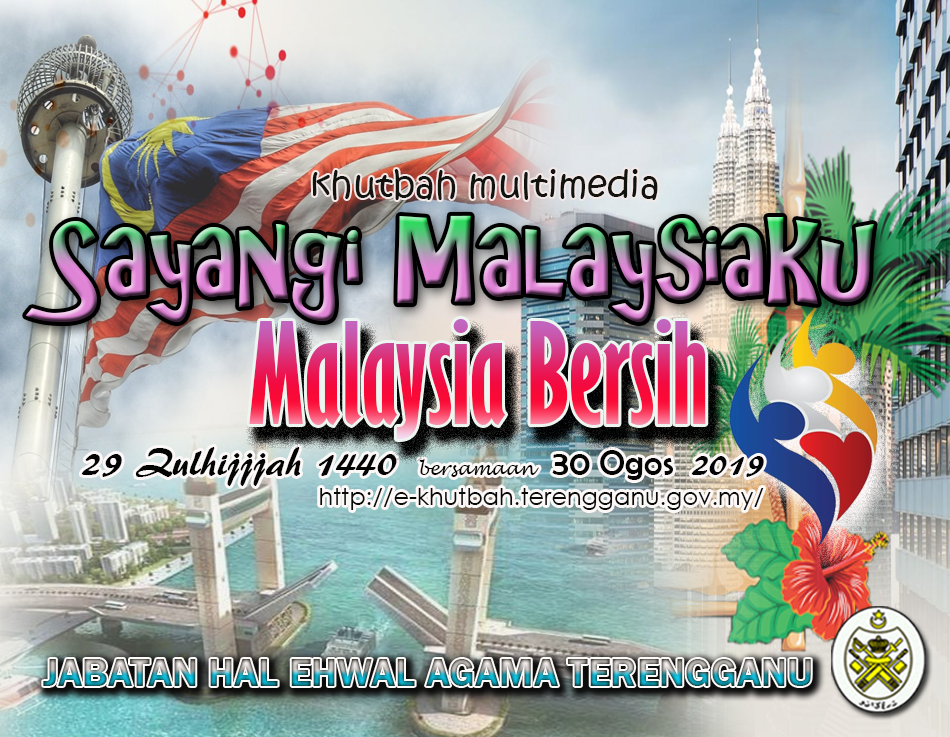 khutbah multimedia
Sayangi Malaysiaku
Malaysia Bersih
29 Zulhijjjah 1440 bersamaan 30 Ogos 2019
http://e-khutbah.terengganu.gov.my/
JABATAN HAL EHWAL AGAMA TERENGGANU